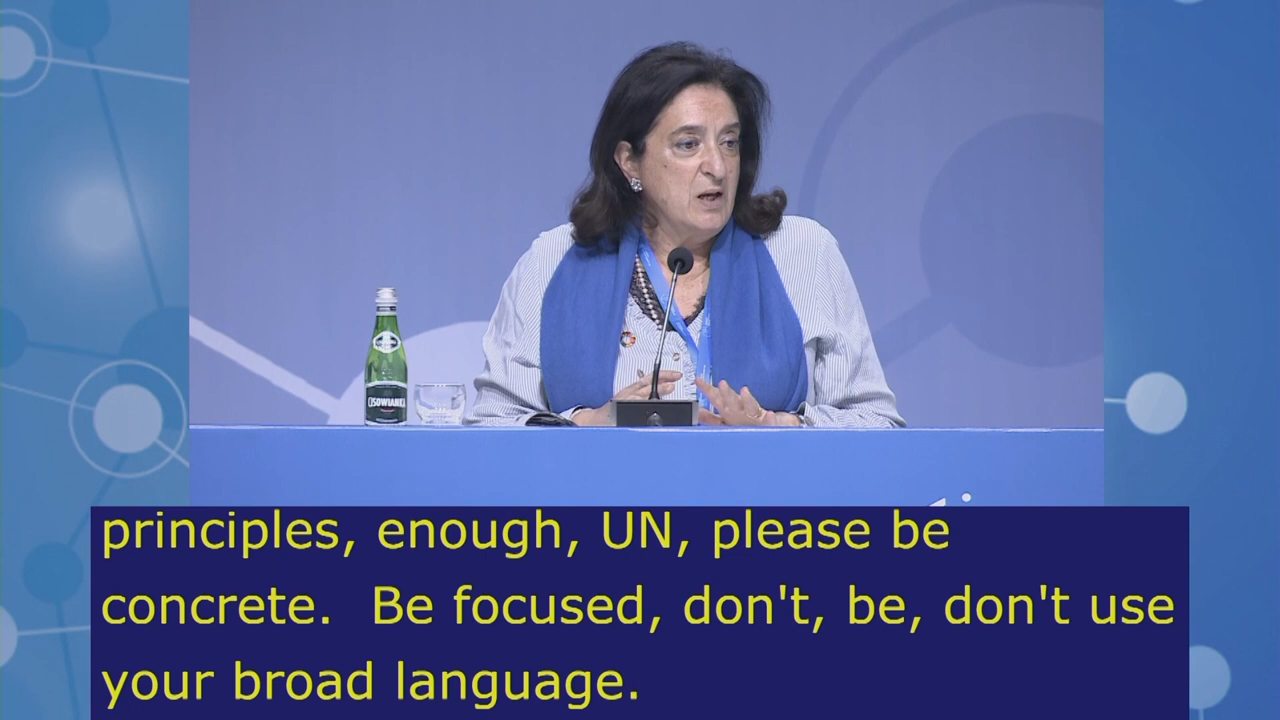 CISOWIANKA
principles, enough, UN, please be
concrete.  Be focused, don't, be, don't use
your broad language.